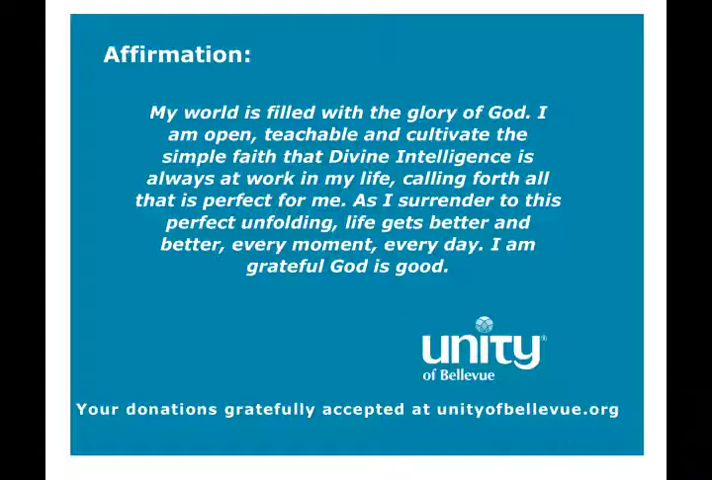 Affirmation:
My world is filled with the glory of God. I
am open, teachable and cultivate the
simple faith that Divine Intelligence is
always at work in my life, calling forth all
that is perfect for me. As I surrender to this
perfect unfolding, life gets better and
better, every moment, every day. I am
grateful God is good.
unity®
of Bellevue
Your donations gratefully accepted at unityofbellevue.org